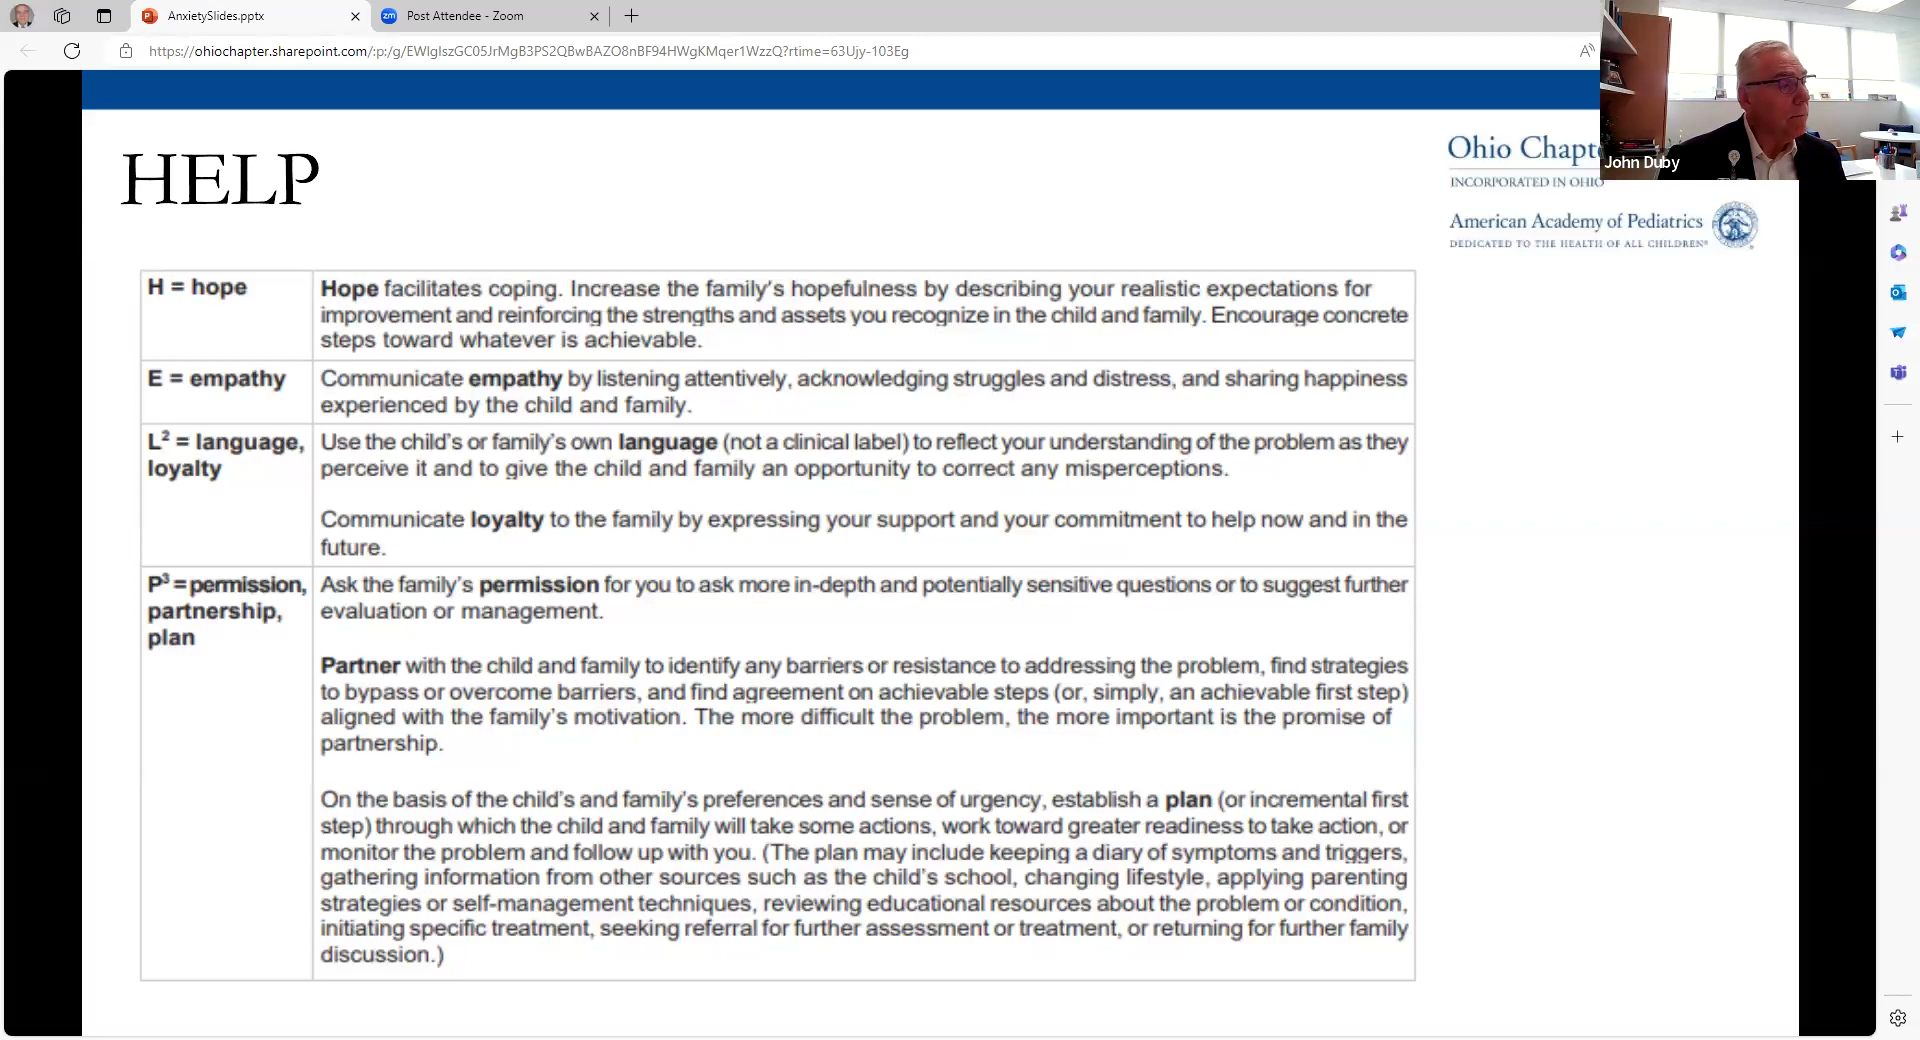 AnxietySlides.pptx
Post Attendee - Zoom
https://ohiochapter.sharepoint.com/:p:/g/EWIgIszGC05JrMgB3PS2QBwBAZO8nBF94HWgKMqer1WzzQ?rtime=63Ujy-103Eg
John Duby
HELP
Ohio Chapt
INCORPORATED IN OHIO
American Academy of Pediatrics
DEDICATED TO THE HEALTH OF ALL CHILDREN®
H = hope
Hope facilitates coping. Increase the family's hopefulness by describing your realistic expectations for
improvement and reinforcing the strengths and assets you recognize in the child and family. Encourage concrete
steps toward whatever is achievable.
E = empathy
Communicate empathy by listening attentively, acknowledging struggles and distress, and sharing happiness
experienced by the child and family.
L² = language,
loyalty
Use the child's or family's own language (not a clinical label) to reflect your understanding of the problem as they
perceive it and to give the child and family an opportunity to correct any misperceptions.
Communicate loyalty to the family by expressing your support and your commitment to help now and in the
future.
P³ = permission,
partnership,
plan
Ask the family's permission for you to ask more in-depth and potentially sensitive questions or to suggest further
evaluation or management.
Partner with the child and family to identify any barriers or resistance to addressing the problem, find strategies
to bypass or overcome barriers, and find agreement on achievable steps (or, simply, an achievable first step)
aligned with the family's motivation. The more difficult the problem, the more important is the promise of
partnership.
On the basis of the child's and family's preferences and sense of urgency, establish a plan (or incremental first
step) through which the child and family will take some actions, work toward greater readiness to take action, or
monitor the problem and follow up with you. (The plan may include keeping a diary of symptoms and triggers,
gathering information from other sources such as the child's school, changing lifestyle, applying parenting
strategies or self-management techniques, reviewing educational resources about the problem or condition,
initiating specific treatment, seeking referral for further assessment or treatment, or returning for further family
discussion.)